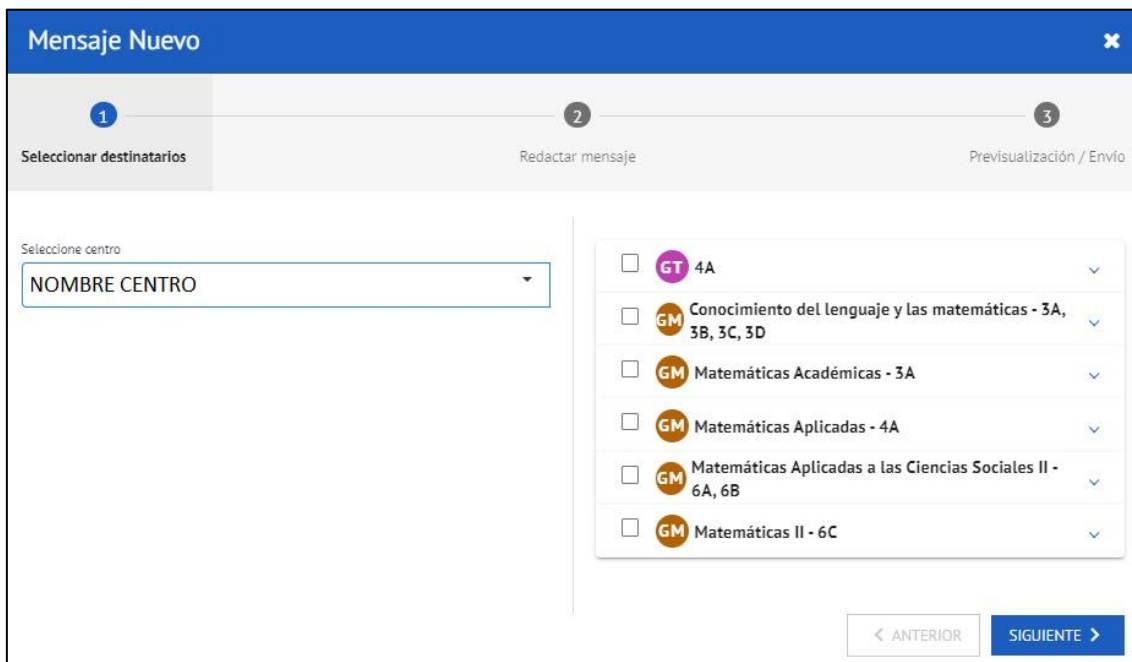 Mensaje Nuevo
1
2
3
Seleccionar destinatarios
Redactar mensaje
Previsualización / Envío
Seleccione centro
NOMBRE CENTRO
GT 4A
GM Conocimiento del lenguaje y las matemáticas - 3A,
3B, 3C, 3D
GM Matemáticas Académicas - 3A
GM Matemáticas Aplicadas - 4A
GM Matemáticas Aplicadas a las Ciencias Sociales II -
6A, 6B
GM Matemáticas II - 6C
ANTERIOR
SIGUIENTE